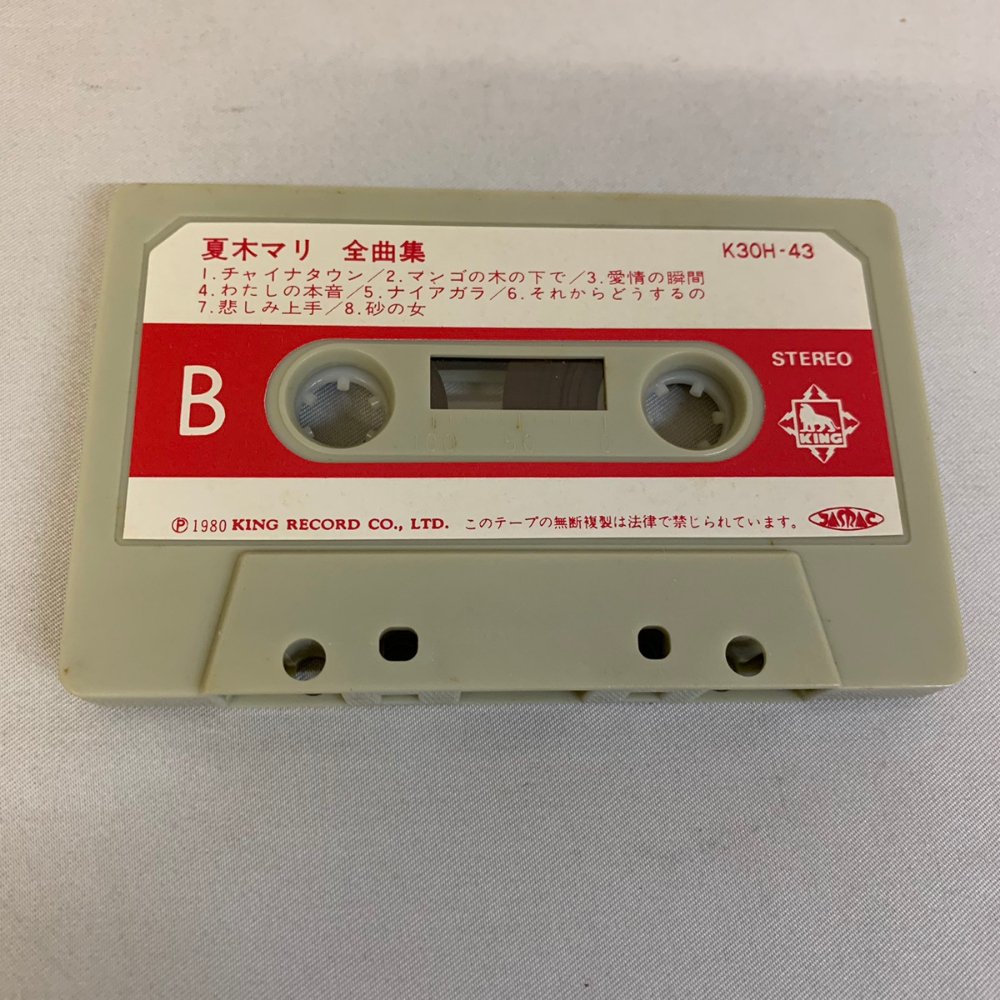 夏木マリ 全曲集 K30H-43
1.チャイナタウン/2.マンゴの木の下で/3.愛情の瞬間
4.わたしの本音/5.ナイアガラ/6.それからどうするの
7.悲しみ上手/8.砂の女
STEREO
B
KING
Ⓟ1980 KING RECORD CO., LTD. このテープの無断複製は法律で禁じられています。 JASRAC
100 50